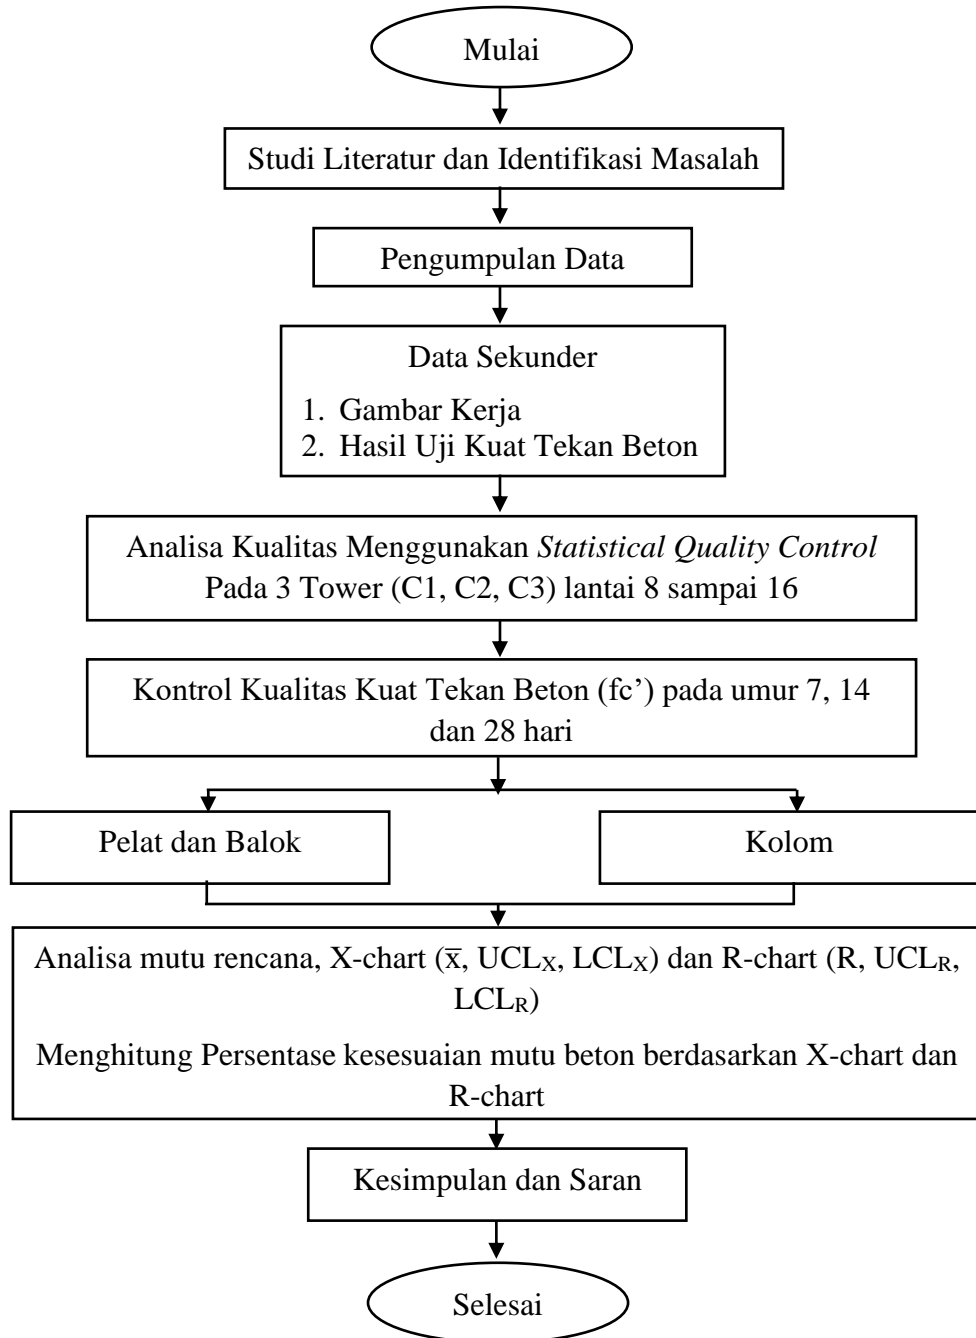 Mulai
Studi Literatur dan Identifikasi Masalah
Pengumpulan Data
Data Sekunder
1. Gambar Kerja
2. Hasil Uji Kuat Tekan Beton
Analisa Kualitas Menggunakan Statistical Quality Control
Pada 3 Tower (C1, C2, C3) lantai 8 sampai 16
Kontrol Kualitas Kuat Tekan Beton (fc’) pada umur 7, 14
dan 28 hari
Pelat dan Balok
Kolom
Analisa mutu rencana, X-chart (x̅, UCLX, LCLX) dan R-chart (R, UCLR,
LCLR)
Menghitung Persentase kesesuaian mutu beton berdasarkan X-chart dan
R-chart
Kesimpulan dan Saran
Selesai